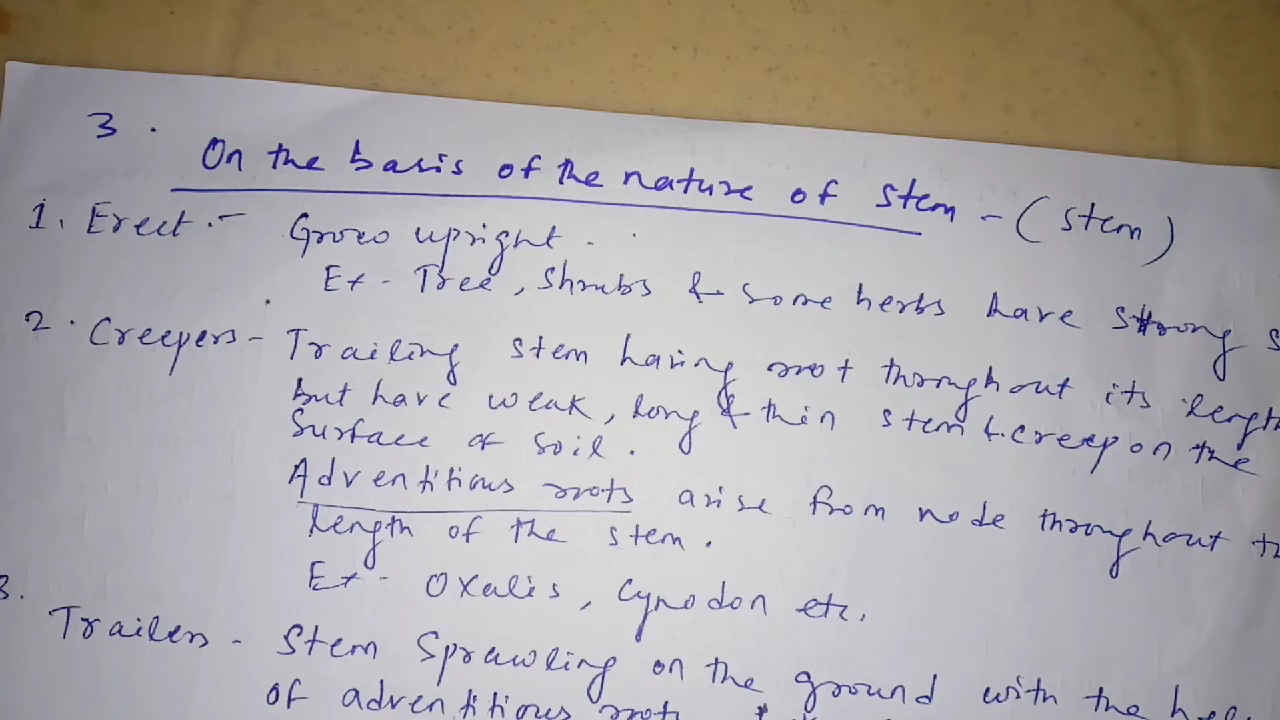 3.
On the basis of the nature of stem - (stem)
1. Erect :- Grow upright.
Ex - Tree, Shrubs & some herbs have strong s
2. Creepers - Trailing stem having root throughout its length
but have weak, long & thin stem & creep on the
Surface of Soil.
Adventitious roots arise from node throughout th
length of the stem.
Ex - Oxalis, Cynodon etc.
3.
Trailers - Stem Sprawling on the ground with the
of adventitious roots